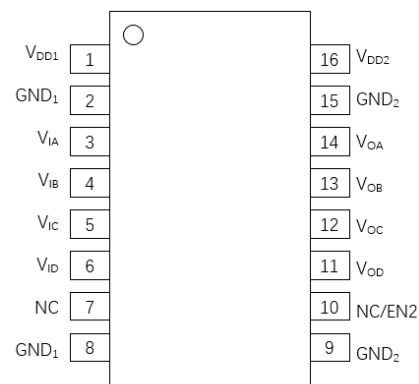 VDD1 1 16 VDD2
GND1 2 15 GND2
VIA 3 14 VOA
VIB 4 13 VOB
VIC 5 12 VOC
VID 6 11 VOD
NC 7 10 NC/EN2
GND1 8 9 GND2